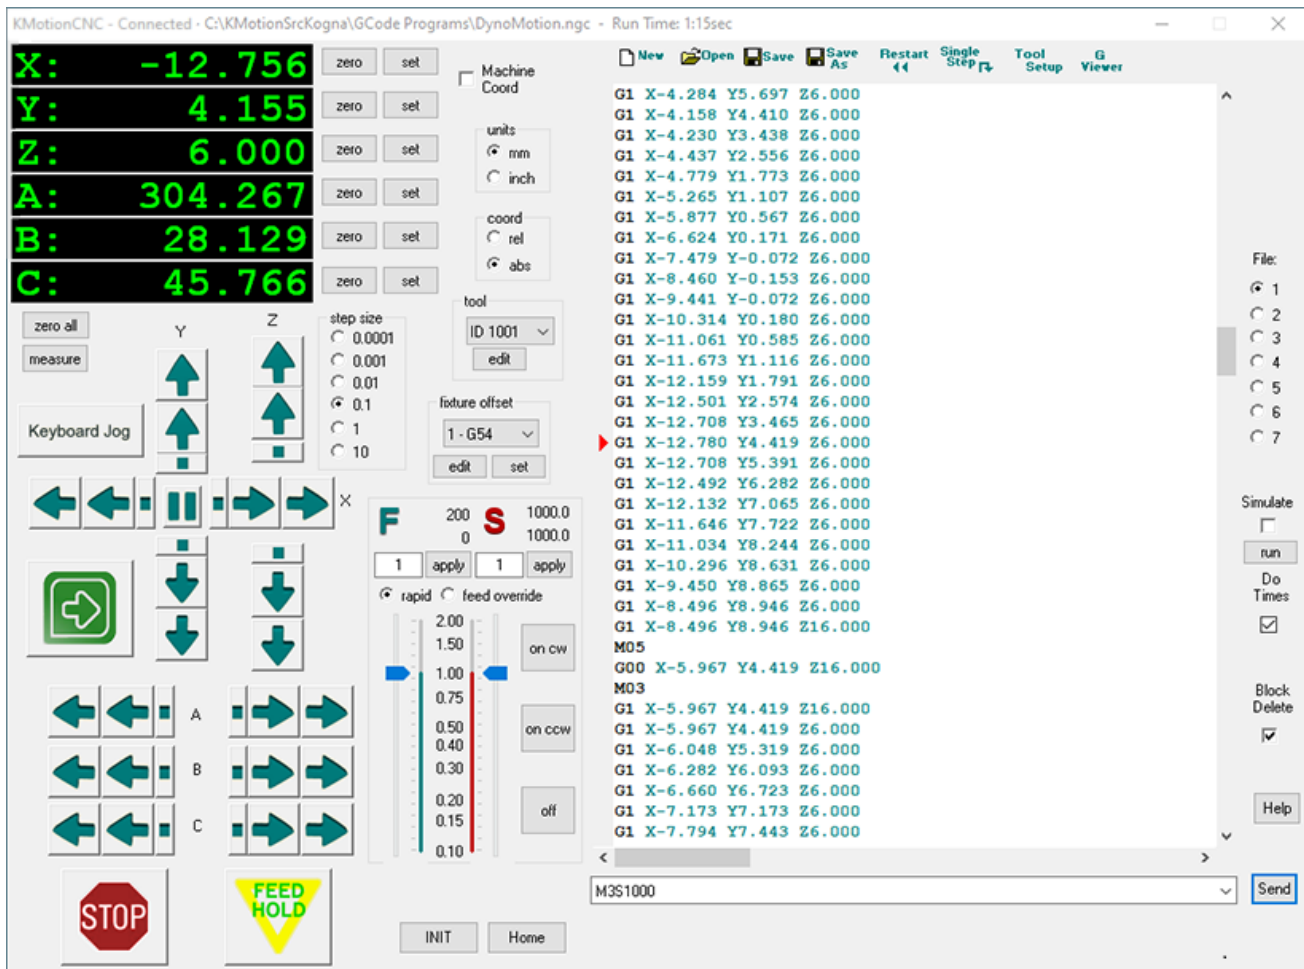 KMotionCNC - Connected - C:\KMotionSrcKogna\GCode Programs\DynoMotion.ngc - Run Time: 1:15sec
X: -12.756 zero set
Y: 4.155 zero set
Z: 6.000 zero set
A: 304.267 zero set
B: 28.129 zero set
C: 45.766 zero set
Machine
Coord
units
mm
inch
coord
rel
abs
tool
ID 1001
edit
zero all
measure
Y
Z
step size
0.0001
0.001
0.01
0.1
1
10
Keyboard Jog
X
fixture offset
1 - G54
edit set
F 200 S 1000.0
0 1000.0
1 apply 1 apply
rapid feed override
2.00
1.50
1.00
0.75
0.50
0.40
0.30
0.20
0.15
0.10
on cw
on ccw
off
A
B
C
STOP
FEED
HOLD
INIT Home
New Open Save Save As Restart Single Step Tool Setup G Viewer
G1 X-4.284 Y5.697 Z6.000
G1 X-4.158 Y4.410 Z6.000
G1 X-4.230 Y3.438 Z6.000
G1 X-4.437 Y2.556 Z6.000
G1 X-4.779 Y1.773 Z6.000
G1 X-5.265 Y1.107 Z6.000
G1 X-5.877 Y0.567 Z6.000
G1 X-6.624 Y0.171 Z6.000
G1 X-7.479 Y-0.072 Z6.000
G1 X-8.460 Y-0.153 Z6.000
G1 X-9.441 Y-0.072 Z6.000
G1 X-10.314 Y0.180 Z6.000
G1 X-11.061 Y0.585 Z6.000
G1 X-11.673 Y1.116 Z6.000
G1 X-12.159 Y1.791 Z6.000
G1 X-12.501 Y2.574 Z6.000
G1 X-12.708 Y3.465 Z6.000
G1 X-12.780 Y4.419 Z6.000
G1 X-12.708 Y5.391 Z6.000
G1 X-12.492 Y6.282 Z6.000
G1 X-12.132 Y7.065 Z6.000
G1 X-11.646 Y7.722 Z6.000
G1 X-11.034 Y8.244 Z6.000
G1 X-10.296 Y8.631 Z6.000
G1 X-9.450 Y8.865 Z6.000
G1 X-8.496 Y8.946 Z6.000
G1 X-8.496 Y8.946 Z16.000
M05
G00 X-5.967 Y4.419 Z16.000
M03
G1 X-5.967 Y4.419 Z16.000
G1 X-5.967 Y4.419 Z6.000
G1 X-6.048 Y5.319 Z6.000
G1 X-6.282 Y6.093 Z6.000
G1 X-6.660 Y6.723 Z6.000
G1 X-7.173 Y7.173 Z6.000
G1 X-7.794 Y7.443 Z6.000
M3S1000 Send
File:
1
2
3
4
5
6
7
Simulate
run
Do
Times
Block
Delete
Help